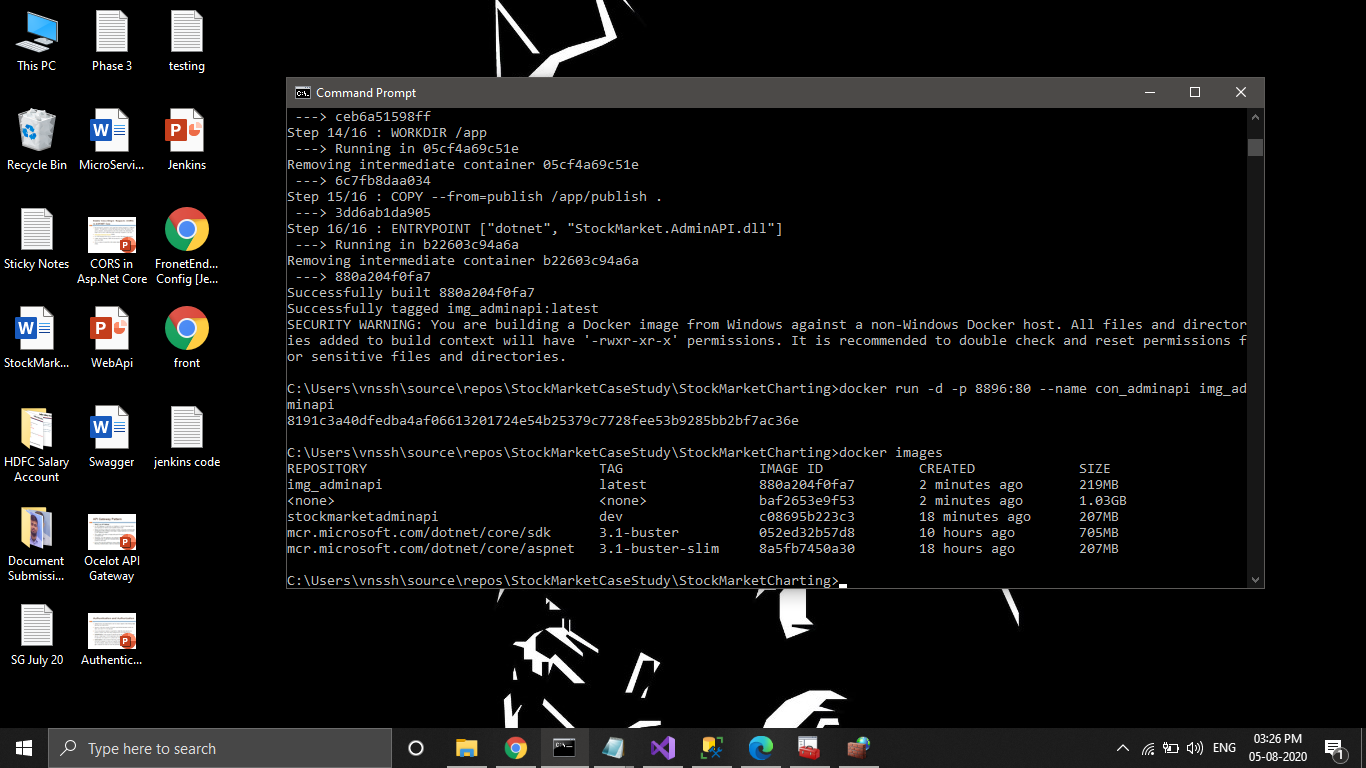 This PC
Phase 3
testing
Recycle Bin
MicroServi...
Jenkins
Sticky Notes
CORS in
Asp.Net Core
FronetEnd...
Config [Je...
StockMark...
WebApi
front
HDFC Salary
Account
Swagger
jenkins code
Document
Submissi...
Ocelot API
Gateway
SG July 20
Authentic...
Command Prompt
---> ceb6a51598ff
Step 14/16 : WORKDIR /app
---> Running in 05cf4a69c51e
Removing intermediate container 05cf4a69c51e
---> 6c7fb8daa034
Step 15/16 : COPY --from=publish /app/publish .
---> 3dd6ab1da905
Step 16/16 : ENTRYPOINT ["dotnet", "StockMarket.AdminAPI.dll"]
---> Running in b22603c94a6a
Removing intermediate container b22603c94a6a
---> 880a204f0fa7
Successfully built 880a204f0fa7
Successfully tagged img_adminapi:latest
SECURITY WARNING: You are building a Docker image from Windows against a non-Windows Docker host. All files and director
ies added to build context will have '-rwxr-xr-x' permissions. It is recommended to double check and reset permissions f
or sensitive files and directories.
C:\Users\vnssh\source\repos\StockMarketCaseStudy\StockMarketCharting>docker run -d -p 8896:80 --name con_adminapi img_ad
minapi
8191c3a40dfedba4af06613201724e54b25379c7728fee53b9285bb2bf7ac36e
C:\Users\vnssh\source\repos\StockMarketCaseStudy\StockMarketCharting>docker images
REPOSITORY TAG IMAGE ID CREATED SIZE
img_adminapi latest 880a204f0fa7 2 minutes ago 219MB
<none> <none> baf2653e9f53 2 minutes ago 1.03GB
stockmarketadminapi dev c08695b223c3 18 minutes ago 207MB
mcr.microsoft.com/dotnet/core/sdk 3.1-buster 052ed32b57d8 10 hours ago 705MB
mcr.microsoft.com/dotnet/core/aspnet 3.1-buster-slim 8a5fb7450a30 18 hours ago 207MB
C:\Users\vnssh\source\repos\StockMarketCaseStudy\StockMarketCharting>
Type here to search
ENG
03:26 PM
05-08-2020
1